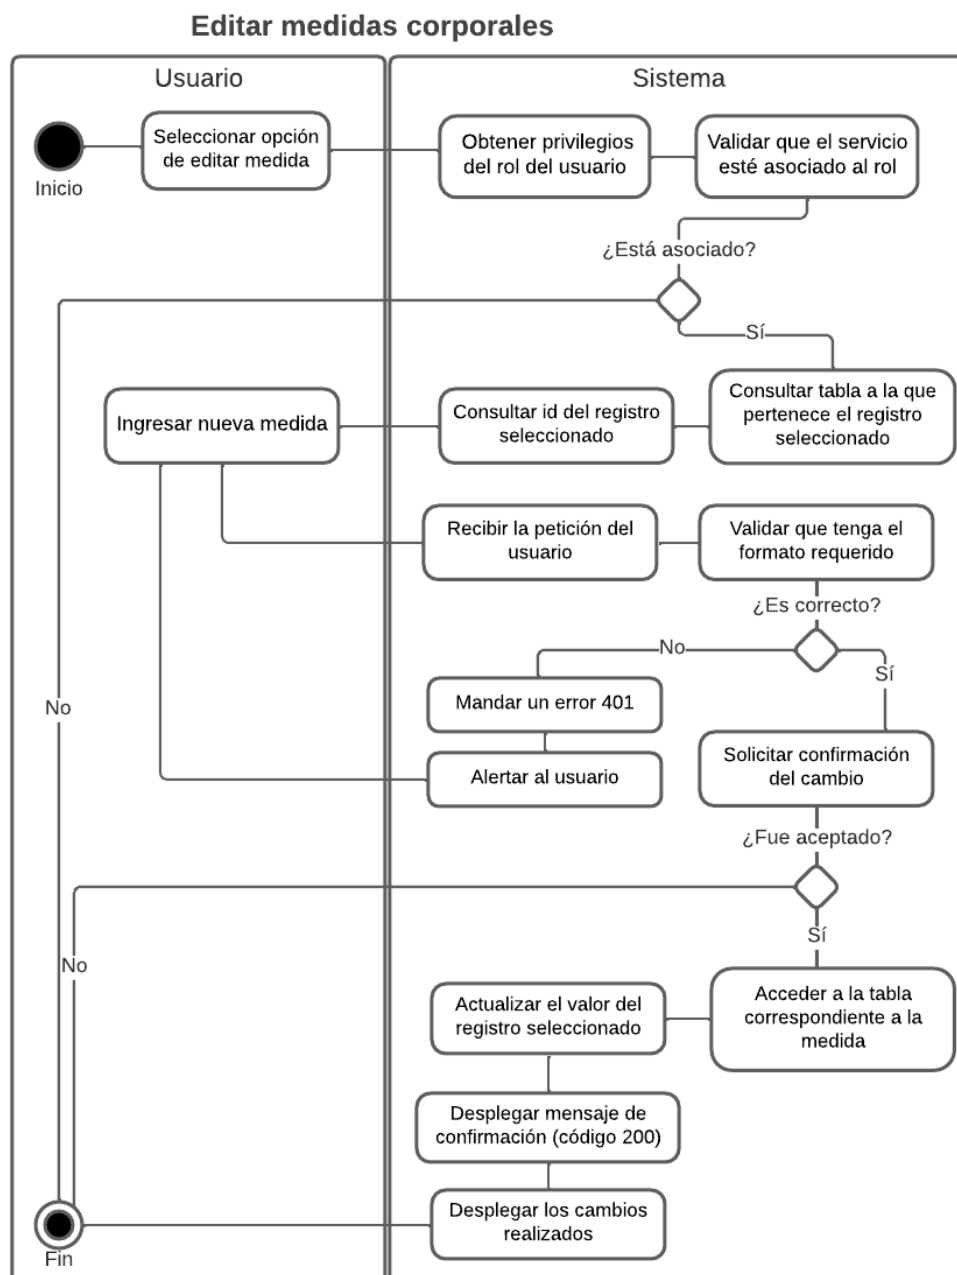 Editar medidas corporales
Usuario
Sistema
Inicio
Seleccionar opción
de editar medida
Obtener privilegios
del rol del usuario
Validar que el servicio
esté asociado al rol
¿Está asociado?
Sí
Ingresar nueva medida
Consultar id del registro
seleccionado
Consultar tabla a la que
pertenece el registro
seleccionado
Recibir la petición del
usuario
Validar que tenga el
formato requerido
¿Es correcto?
No
Sí
Mandar un error 401
No
Alertar al usuario
Solicitar confirmación
del cambio
¿Fue aceptado?
Sí
No
Actualizar el valor del
registro seleccionado
Acceder a la tabla
correspondiente a la
medida
Desplegar mensaje de
confirmación (código 200)
Desplegar los cambios
realizados
Fin